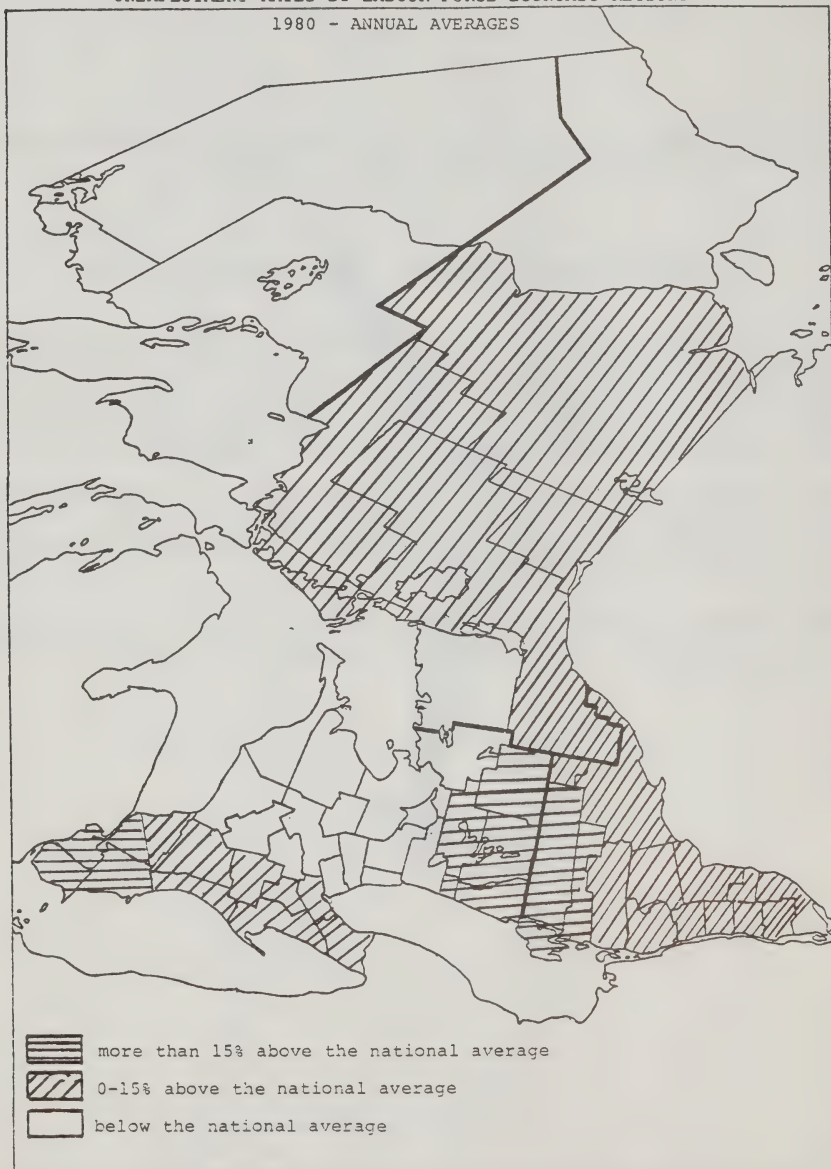 1980 - ANNUAL AVERAGES
more than 15% above the national average
0-15% above the national average
below the national average